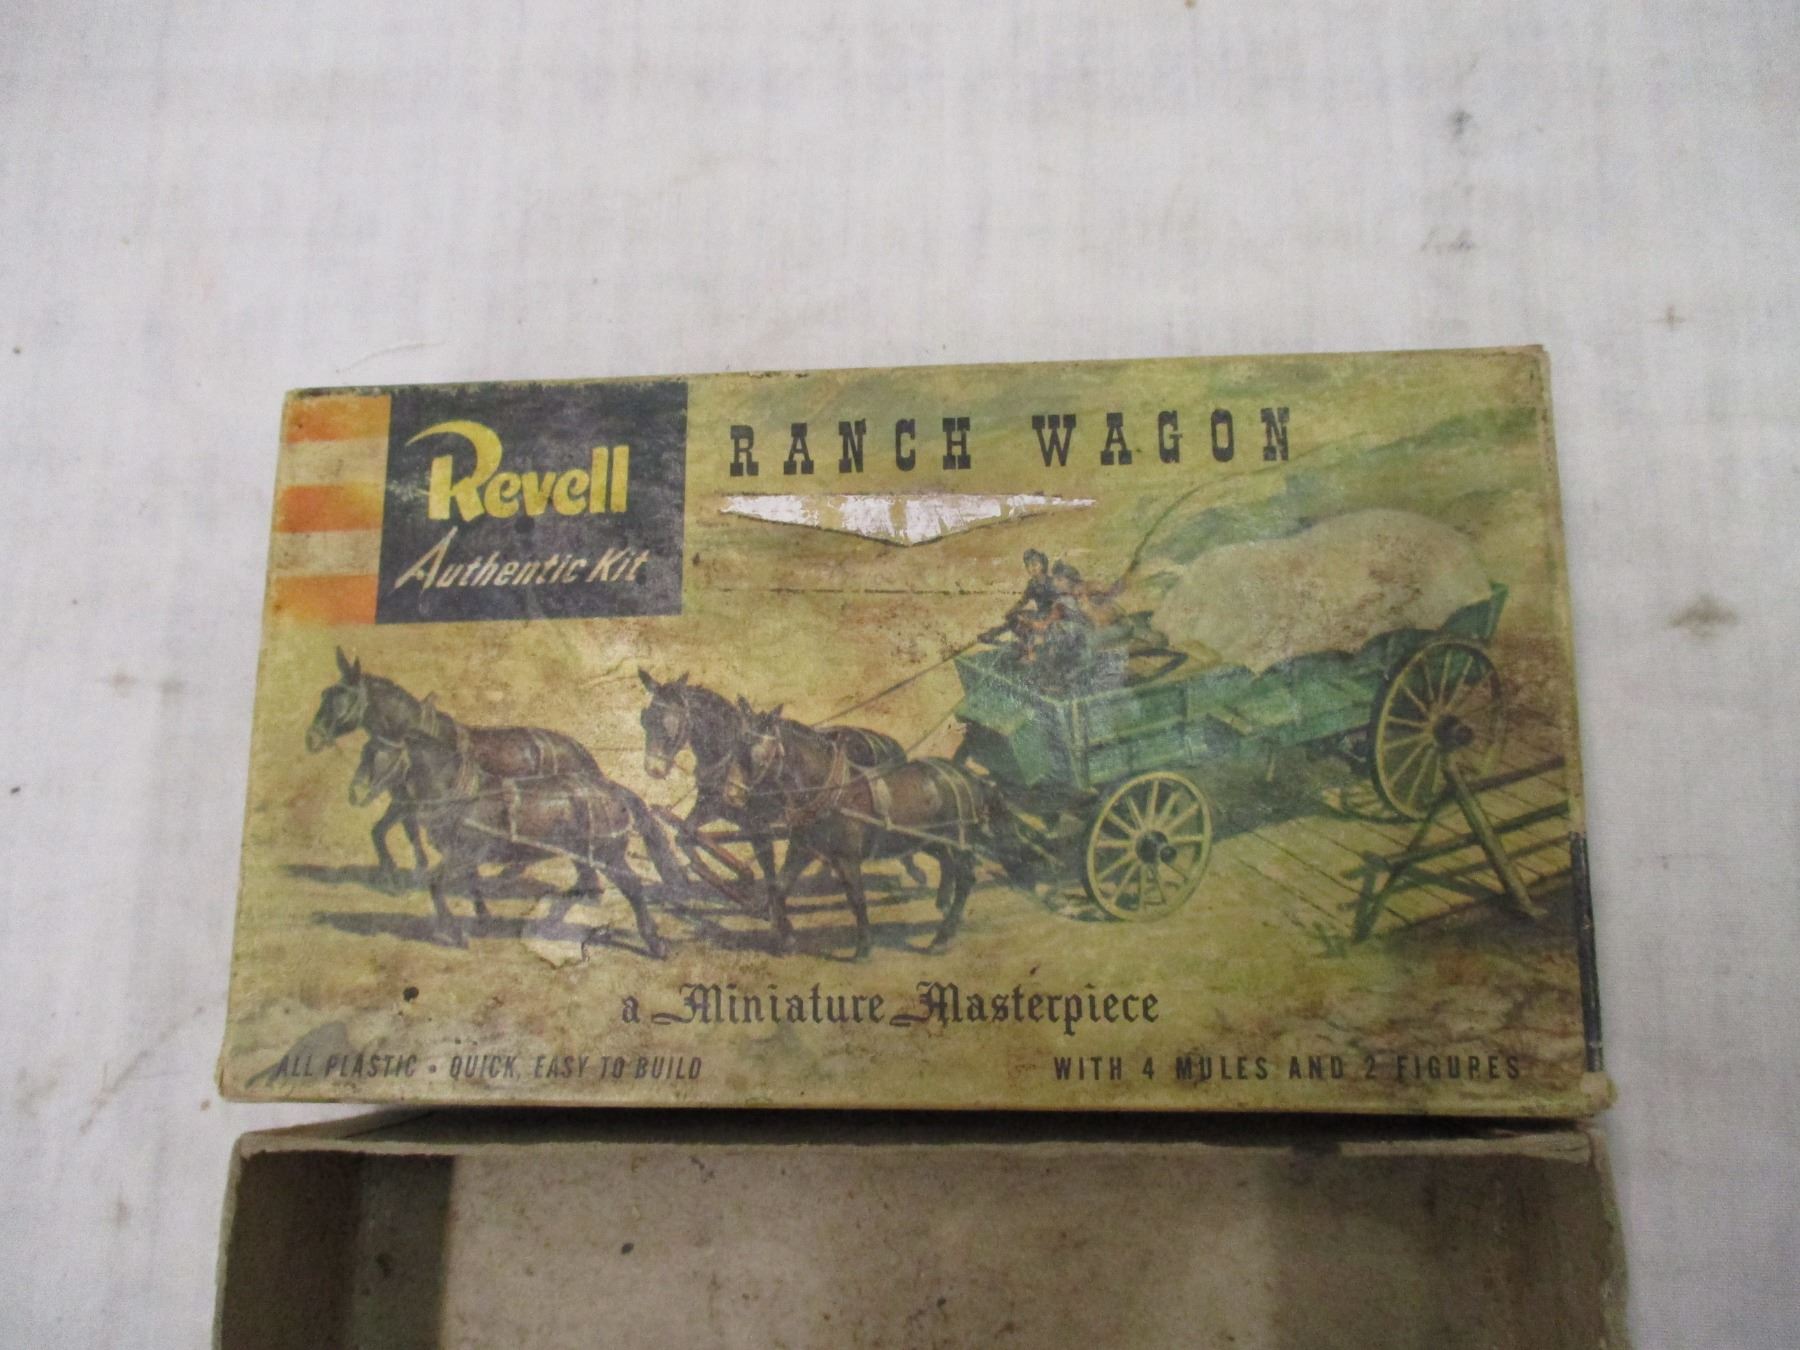 Revell
Authentic Kit
RANCH WAGON
a Miniature Masterpiece
ALL PLASTIC • QUICK, EASY TO BUILD
WITH 4 MULES AND 2 FIGURES